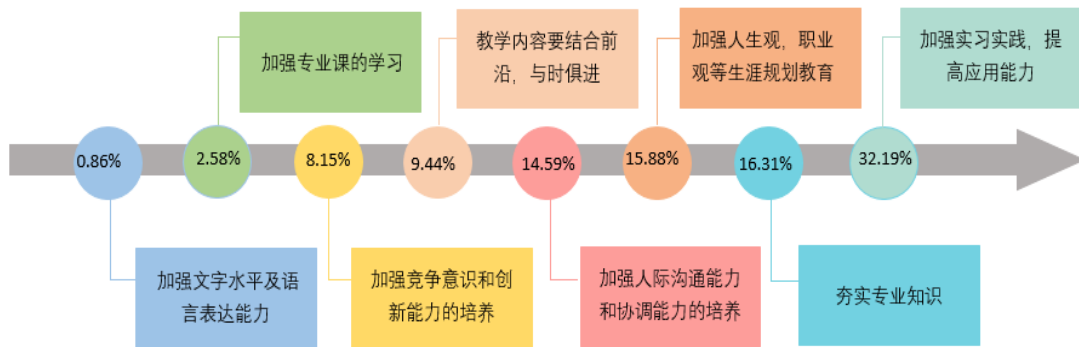 加强专业课的学习
教学内容要结合前
沿，与时俱进
加强人生观，职业
观等生涯规划教育
加强实习实践，提
高应用能力
0.86%
2.58%
8.15%
9.44%
14.59%
15.88%
16.31%
32.19%
加强文字水平及语
言表达能力
加强竞争意识和创
新能力的培养
加强人际沟通能力
和协调能力的培养
夯实专业知识